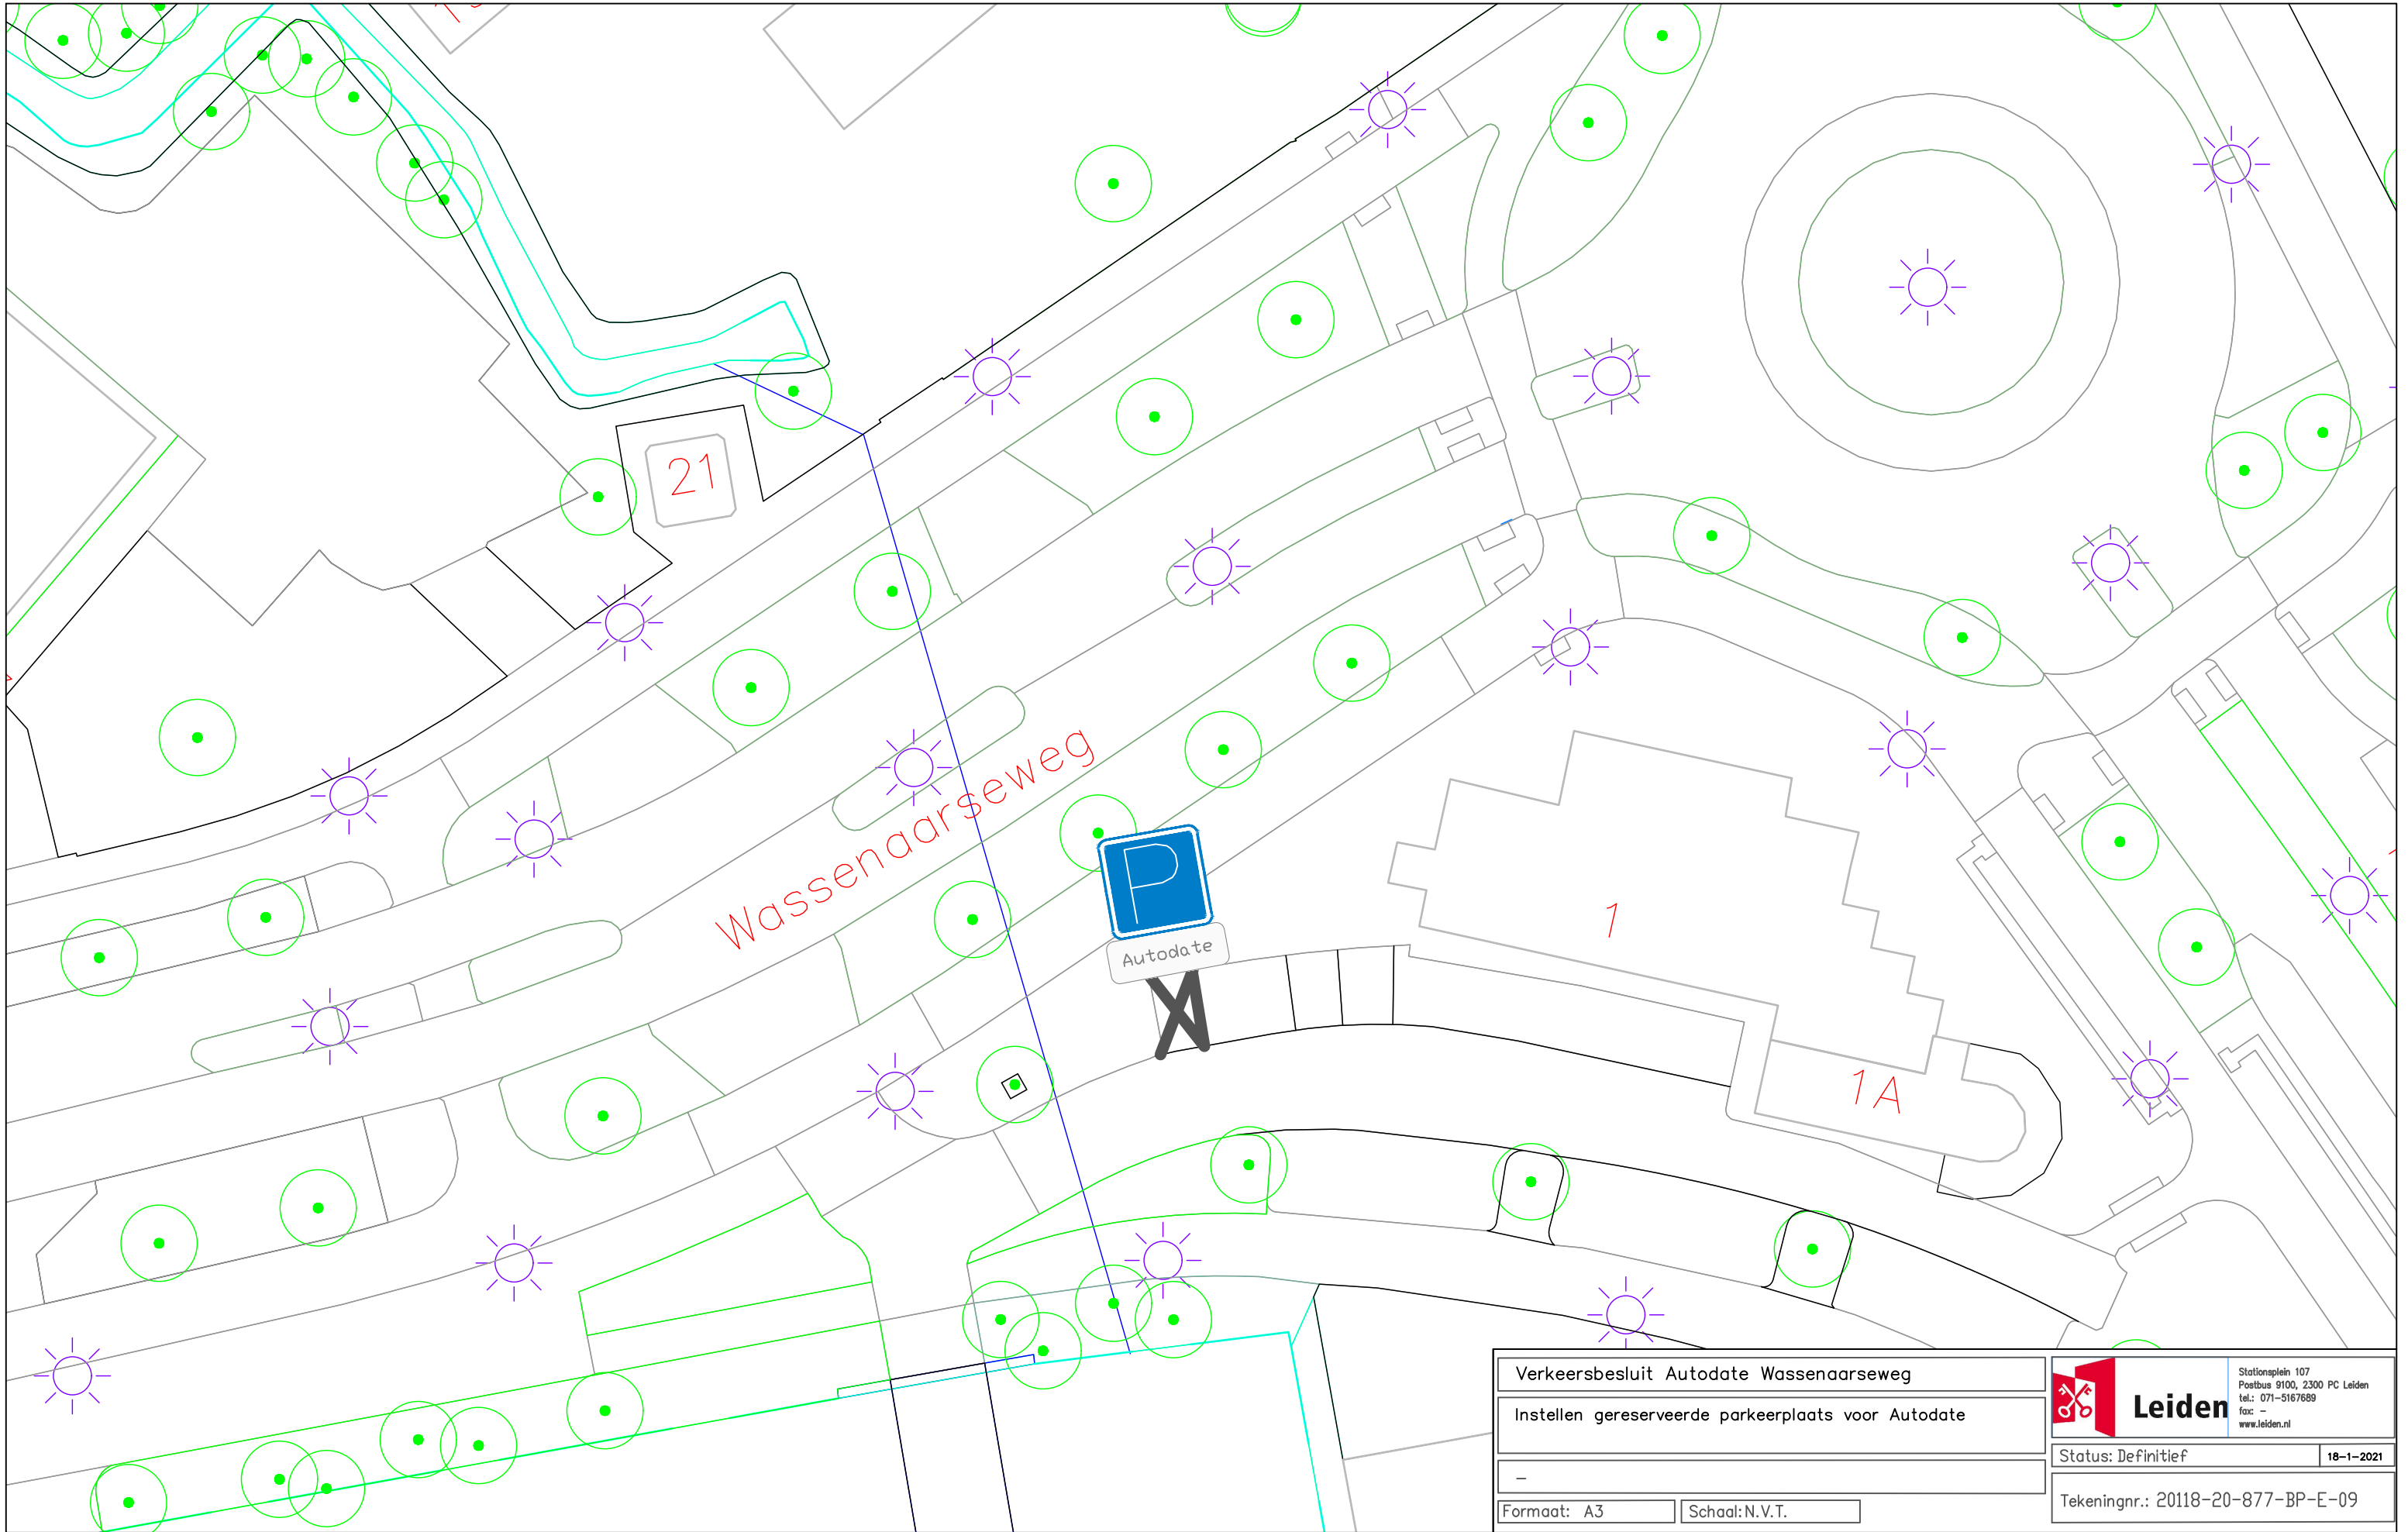 21
Wassenaarseweg
P
Autodate
1
1A
Verkeersbesluit Autodate Wassenaarseweg
Instellen gereserveerde parkeerplaats voor Autodate
–
Formaat: A3
Schaal: N.V.T.
Leiden
Stationsplein 107
Postbus 9100, 2300 PC Leiden
tel.: 071-5167689
fax: -
www.leiden.nl
Status: Definitief
18-1-2021
Tekeningnr.: 20118-20-877-BP-E-09